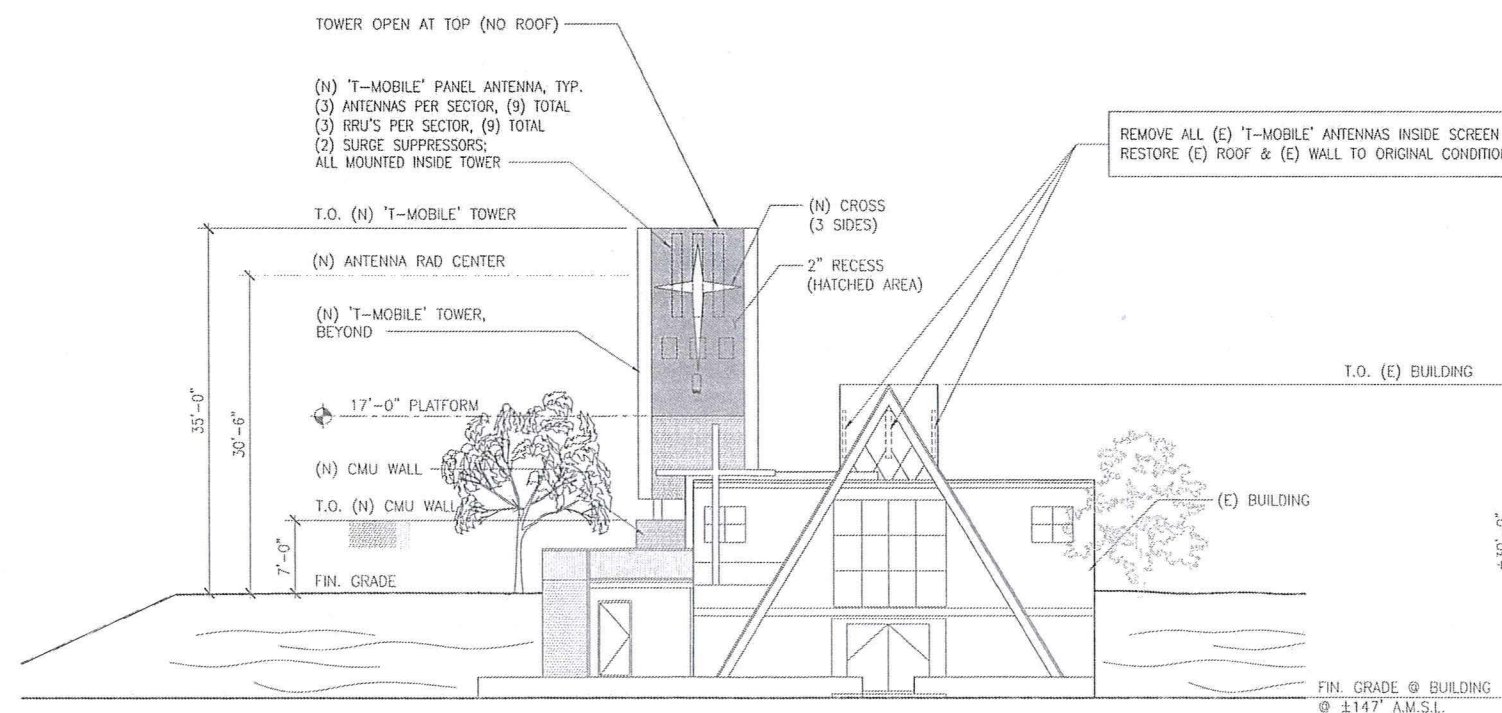 TOWER OPEN AT TOP (NO ROOF)
(N) 'T-MOBILE' PANEL ANTENNA, TYP.
(3) ANTENNAS PER SECTOR, (9) TOTAL
(3) RRU'S PER SECTOR, (9) TOTAL
(2) SURGE SUPPRESSORS;
ALL MOUNTED INSIDE TOWER
REMOVE ALL (E) 'T-MOBILE' ANTENNAS INSIDE SCREEN
RESTORE (E) ROOF & (E) WALL TO ORIGINAL CONDITION
T.O. (N) 'T-MOBILE' TOWER
(N) CROSS
(3 SIDES)
(N) ANTENNA RAD CENTER
2" RECESS
(HATCHED AREA)
(N) 'T-MOBILE' TOWER,
BEYOND
T.O. (E) BUILDING
35'-0"
30'-6"
17'-0" PLATFORM
(N) CMU WALL
T.O. (N) CMU WALL
(E) BUILDING
7'-0"
FIN. GRADE
FIN. GRADE @ BUILDING
@ ±147' A.M.S.L.